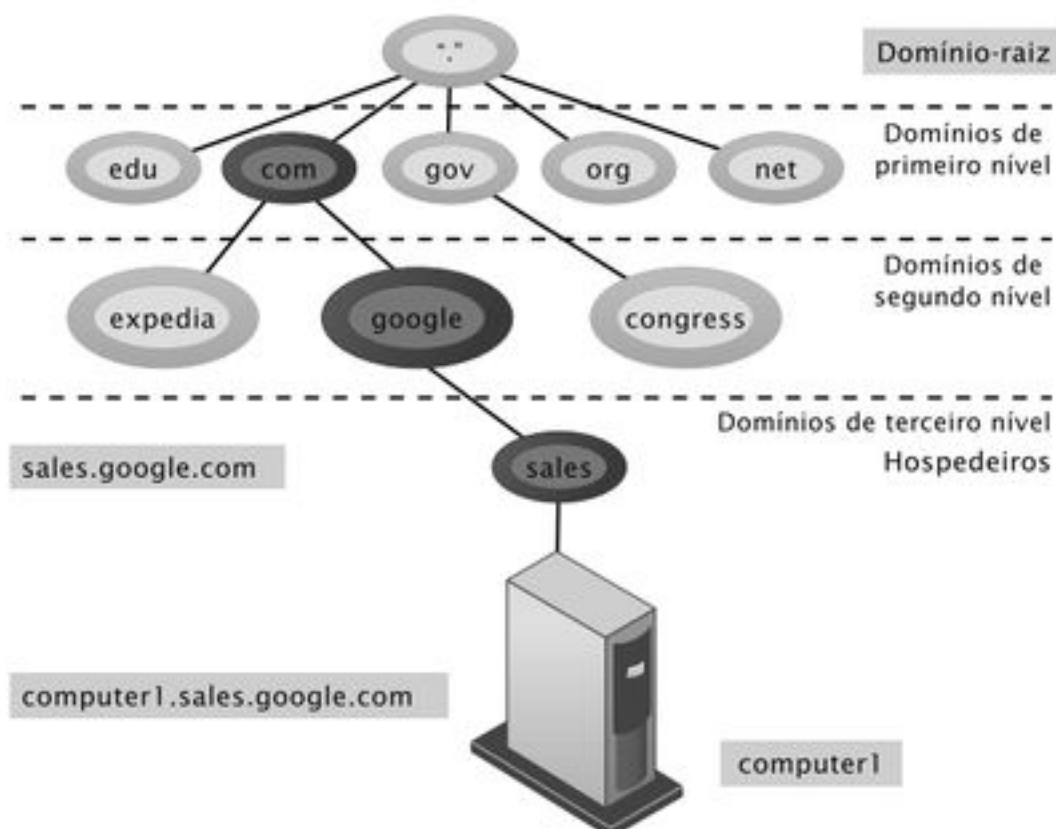 "."
Domínio-raiz
Domínios de
primeiro nível
edu
com
gov
org
net
Domínios de
segundo nível
expedia
google
congress
Domínios de terceiro nível
Hospedeiros
sales.google.com
sales
computer1.sales.google.com
computer1